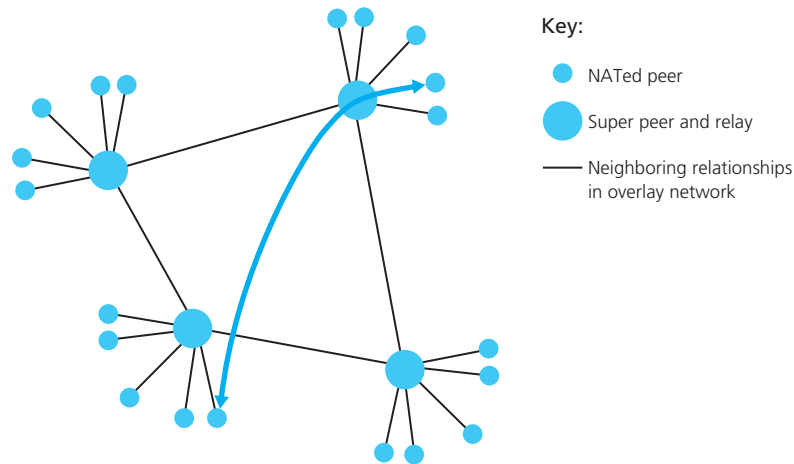 Key:
NATed peer
Super peer and relay
Neighboring relationships
in overlay network